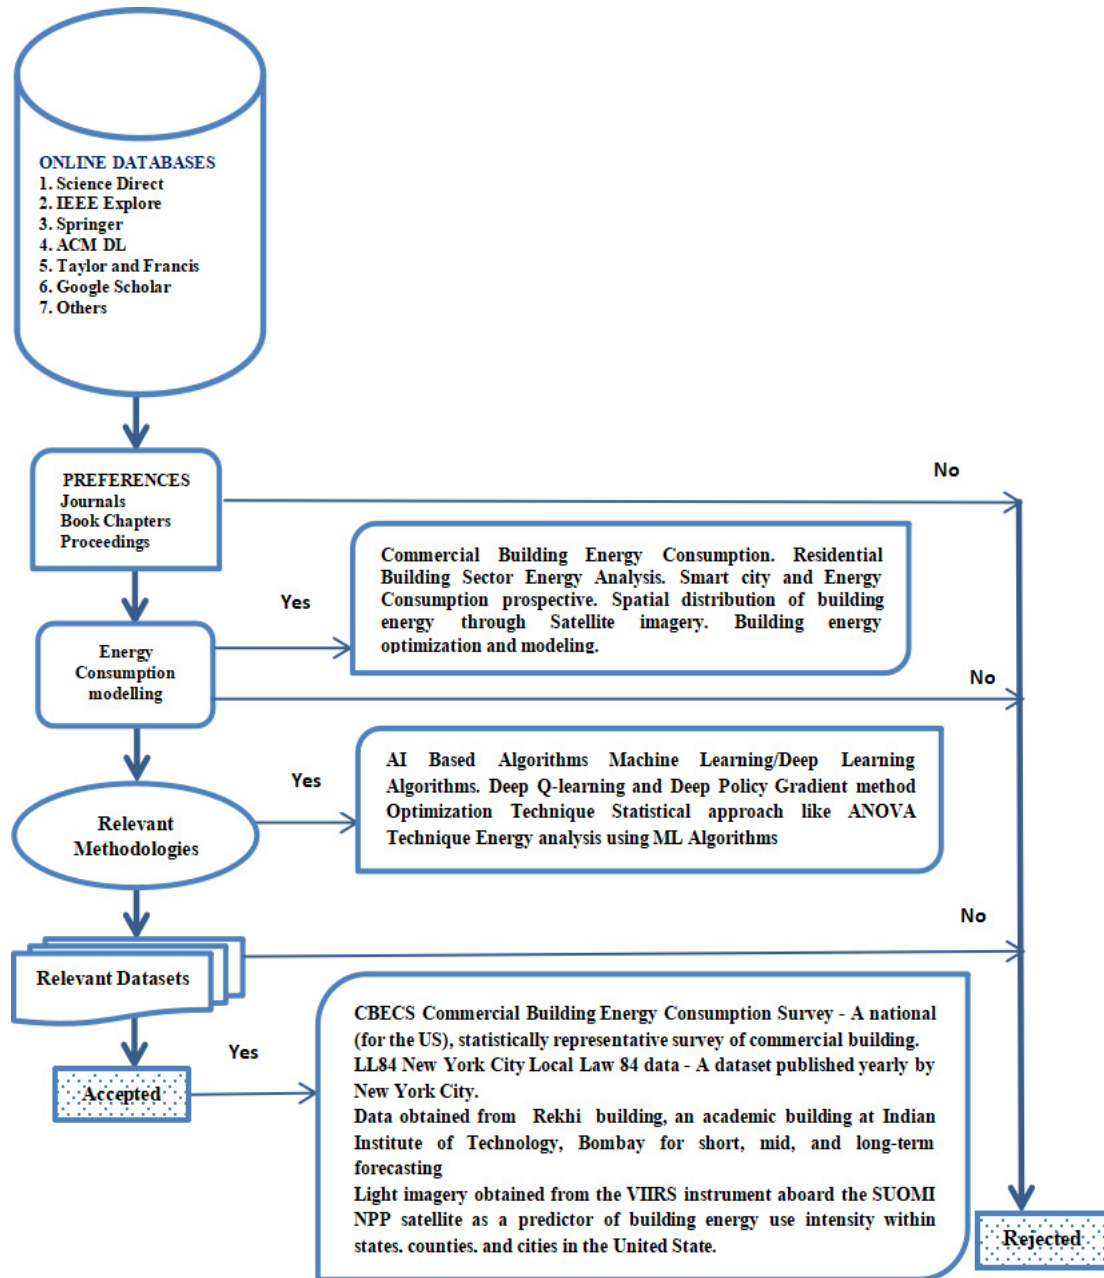 ONLINE DATABASES
1. Science Direct
2. IEEE Explore
3. Springer
4. ACM DL
5. Taylor and Francis
6. Google Scholar
7. Others
PREFERENCES
Journals
Book Chapters
Proceedings
No
Commercial Building Energy Consumption. Residential
Building Sector Energy Analysis. Smart city and Energy
Consumption prospective. Spatial distribution of building
energy through Satellite imagery. Building energy
optimization and modeling.
Yes
Energy
Consumption
modelling
No
AI Based Algorithms Machine Learning/Deep Learning
Algorithms. Deep Q-learning and Deep Policy Gradient method
Optimization Technique Statistical approach like ANOVA
Technique Energy analysis using ML Algorithms
Yes
Relevant
Methodologies
No
Relevant Datasets
CBECS Commercial Building Energy Consumption Survey - A national
(for the US), statistically representative survey of commercial building.
LL84 New York City Local Law 84 data - A dataset published yearly by
New York City.
Data obtained from Rekhi building, an academic building at Indian
Institute of Technology, Bombay for short, mid, and long-term
forecasting
Light imagery obtained from the VIIRS instrument aboard the SUOMI
NPP satellite as a predictor of building energy use intensity within
states, counties, and cities in the United State.
Yes
Accepted
Rejected